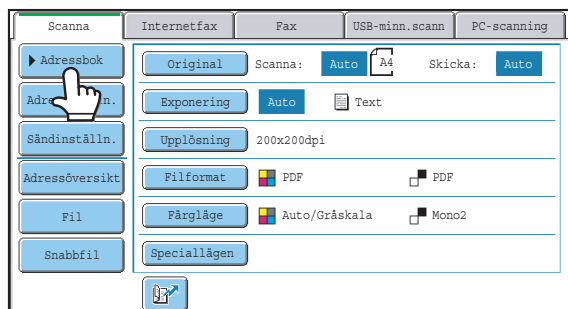 Scanna Internetfax Fax USB-minn.scann PC-scanning
Adressbok Original Scanna: Auto A4 Skicka: Auto
Exponering Auto Text
Sändinställn. Upplösning 200x200dpi
Adressöversikt Filformat PDF PDF
Fil Färgläge Auto/Gråskala Mono2
Snabbfil Speciallägen